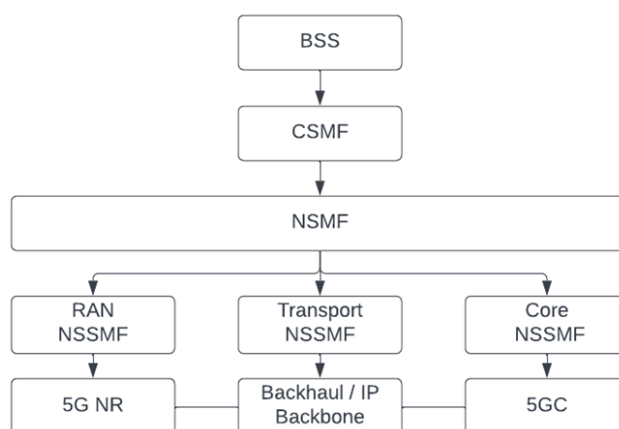 BSS
CSMF
NSMF
RAN
NSSMF
Transport
NSSMF
Core
NSSMF
5G NR
Backhaul / IP
Backbone
5GC